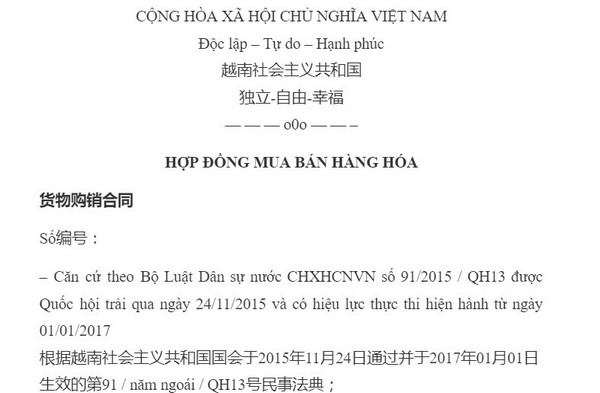 CỘNG HÒA XÃ HỘI CHỦ NGHĨA VIỆT NAM
Độc lập – Tự do – Hạnh phúc
越南社会主义共和国
独立-自由-幸福
— — — o0o — — –
HỢP ĐỒNG MUA BÁN HÀNG HÓA
货物购销合同
Số编号：
– Căn cứ theo Bộ Luật Dân sự nước CHXHCNVN số 91/2015 / QH13 được
Quốc hội trải qua ngày 24/11/2015 và có hiệu lực thực thi hiện hành từ ngày
01/01/2017
根据越南社会主义共和国国会于2015年11月24日通过并于2017年01月01日
生效的第91 / năm ngoái / QH13号民事法典；